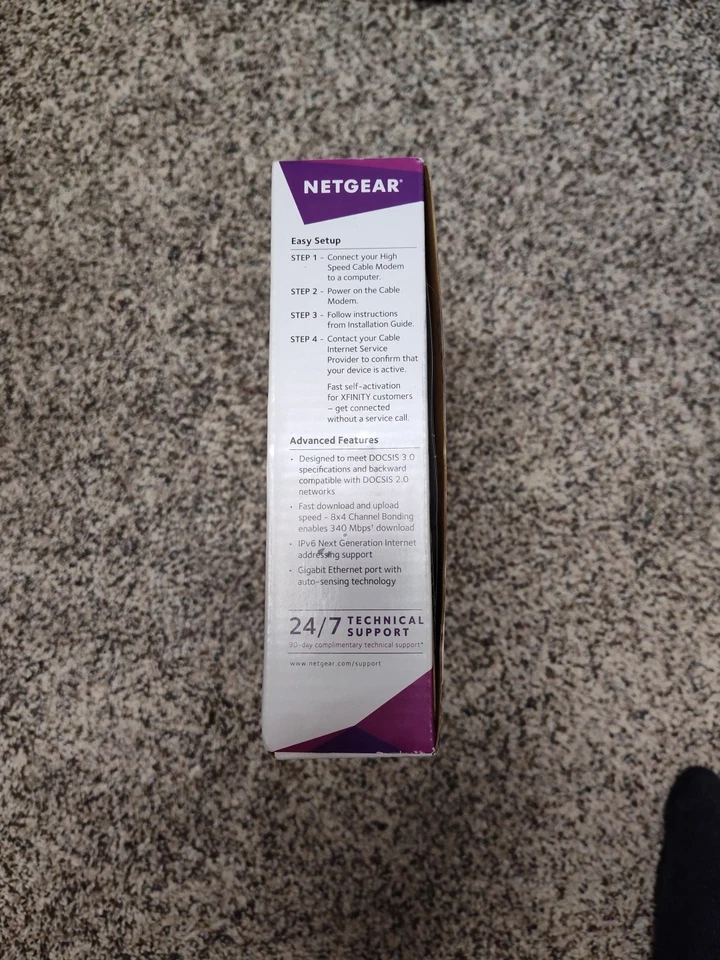 NETGEAR®
Easy Setup
STEP 1 - Connect your High
Speed Cable Modem
to a computer.
STEP 2 - Power on the Cable
Modem.
STEP 3 - Follow instructions
from Installation Guide.
STEP 4 - Contact your Cable
Internet Service
Provider to confirm that
your device is active.
Fast self-activation
for XFINITY customers
– get connected
without a service call.
Advanced Features
• Designed to meet DOCSIS 3.0
specifications and backward
compatible with DOCSIS 2.0
networks
• Fast download and upload
speed - 8x4 Channel Bonding
enables 340 Mbps† download
• IPv6 Next Generation Internet
addressing support
• Gigabit Ethernet port with
auto-sensing technology
24/7 TECHNICAL
SUPPORT
90-day complimentary technical support*
www.netgear.com/support